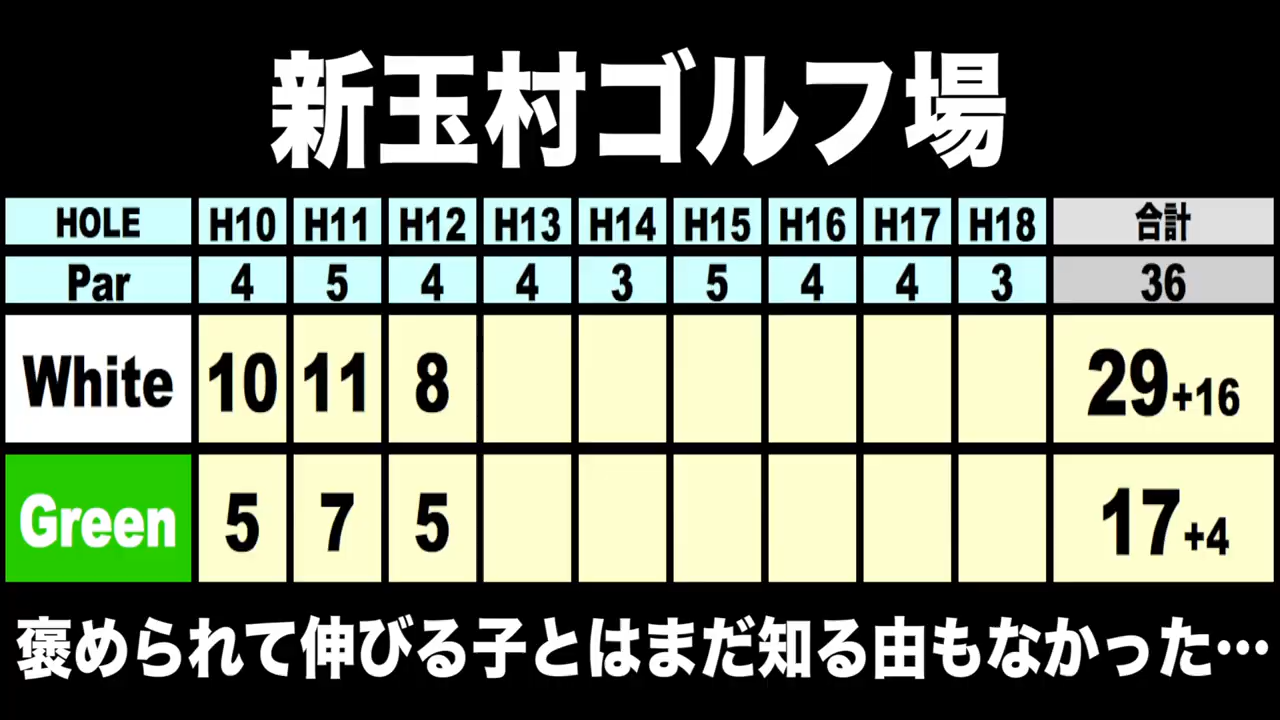 新玉村ゴルフ場
HOLE H10 H11 H12 H13 H14 H15 H16 H17 H18 合計
Par 4 5 4 4 3 5 4 4 3 36
White 10 11 8 29+16
Green 5 7 5 17+4
褒められて伸びる子とはまだ知る由もなかった…